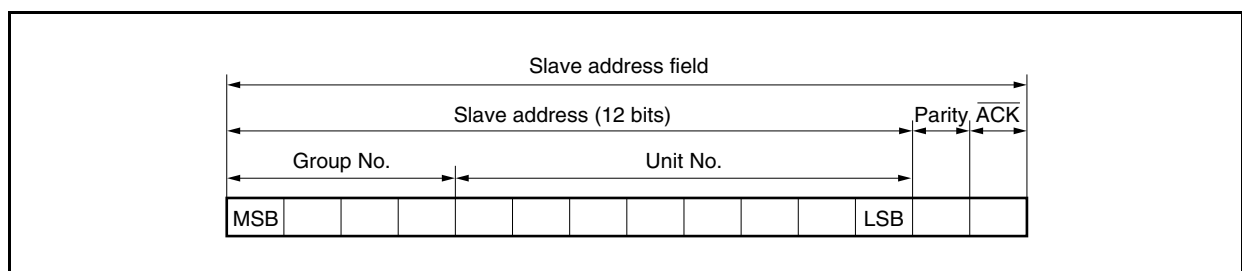 Slave address field
Slave address (12 bits) Parity ACK
Group No. Unit No.
MSB LSB